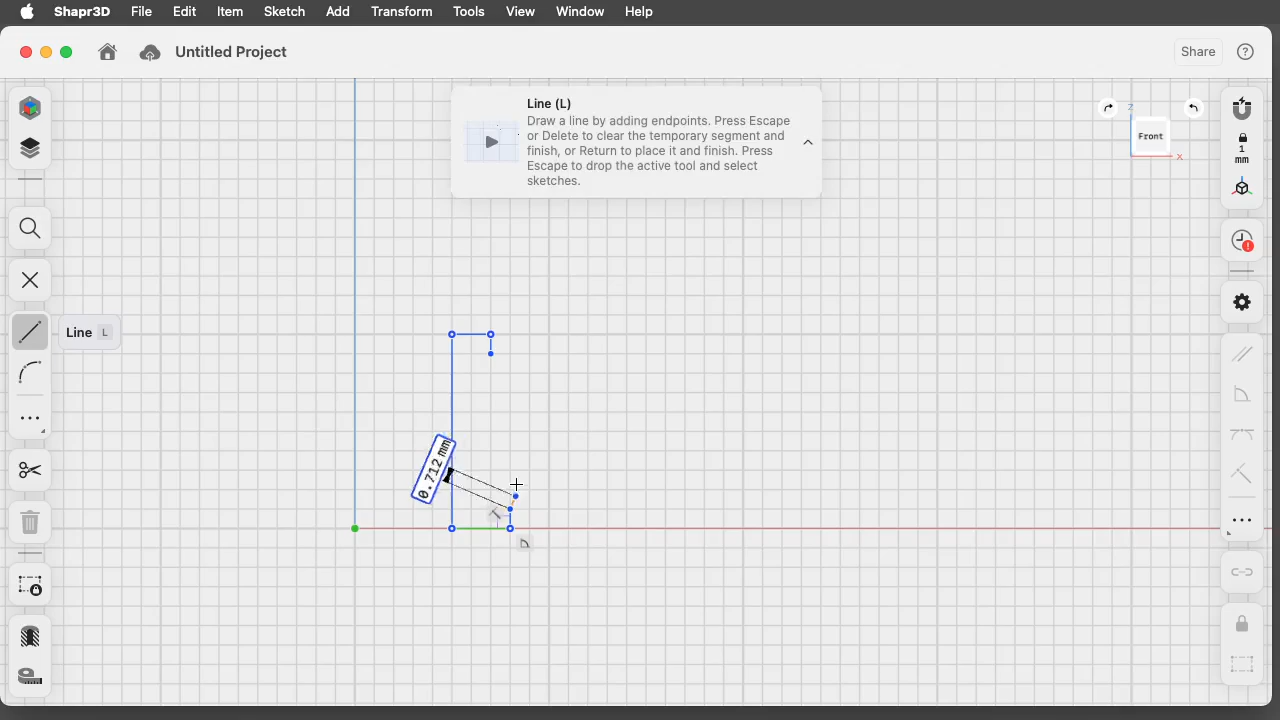 Shapr3D File Edit Item Sketch Add Transform Tools View Window Help
Untitled Project
Share
Line (L)
Draw a line by adding endpoints. Press Escape
or Delete to clear the temporary segment and
finish, or Return to place it and finish. Press
Escape to drop the active tool and select
sketches.
Z
Front
X
1
mm
Line L
0.712 mm